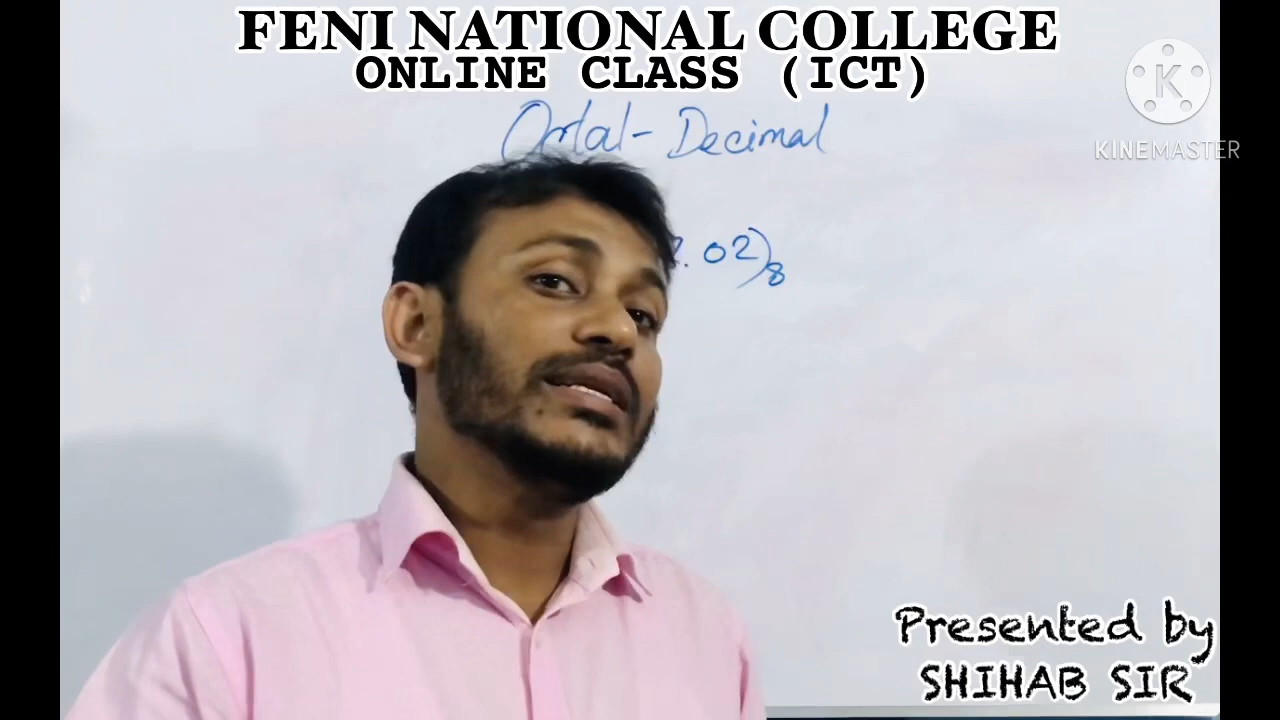 FENI NATIONAL COLLEGE
ONLINE CLASS (ICT)
K
KINEMASTER
Octal - Decimal
. 02)8
Presented by
SHIHAB SIR